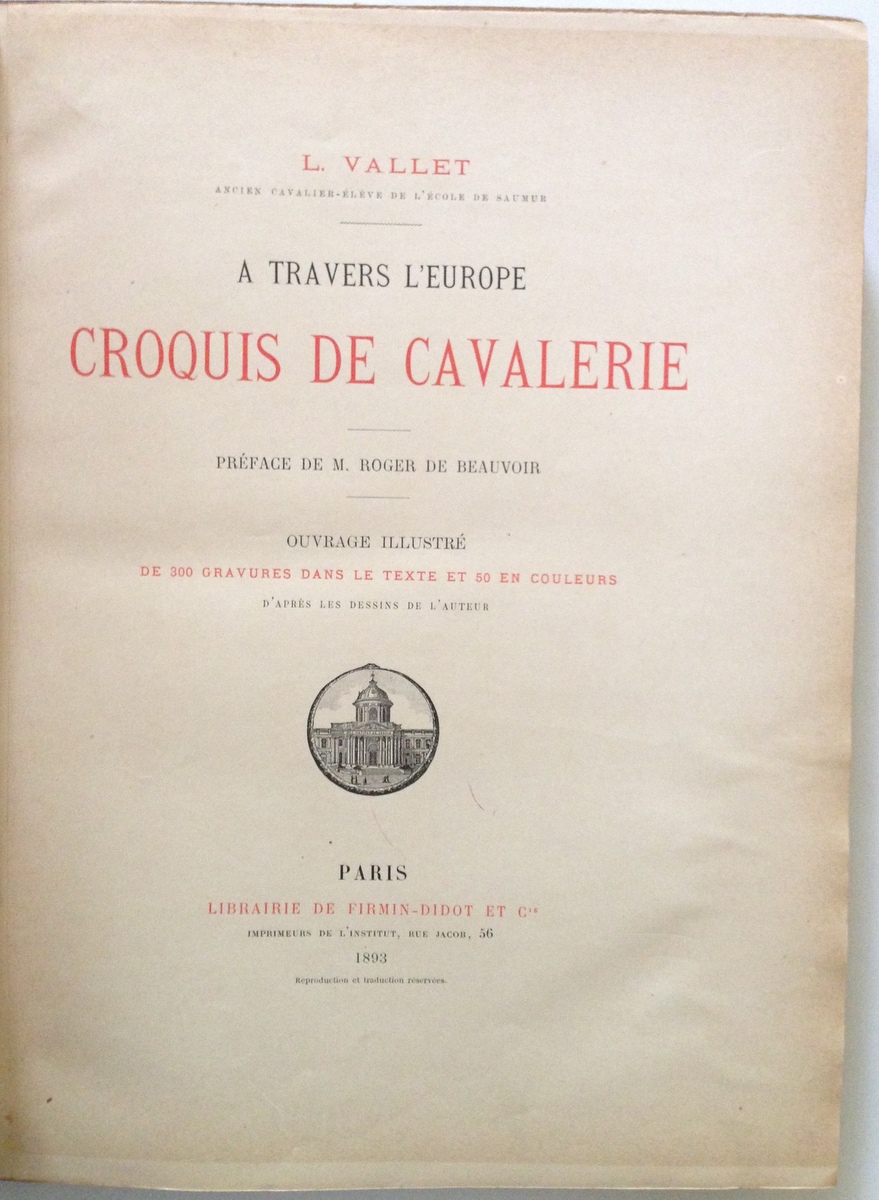 L. VALLET
ANCIEN CAVALIER-ÉLÈVE DE L'ÉCOLE DE SAUMUR
A TRAVERS L'EUROPE
CROQUIS DE CAVALERIE
PRÉFACE DE M. ROGER DE BEAUVOIR
OUVRAGE ILLUSTRÉ
DE 300 GRAVURES DANS LE TEXTE ET 50 EN COULEURS
D'APRÈS LES DESSINS DE L'AUTEUR
PARIS
LIBRAIRIE DE FIRMIN-DIDOT ET Cie
IMPRIMEURS DE L'INSTITUT, RUE JACOB, 56
1893
Reproduction et traduction réservées.